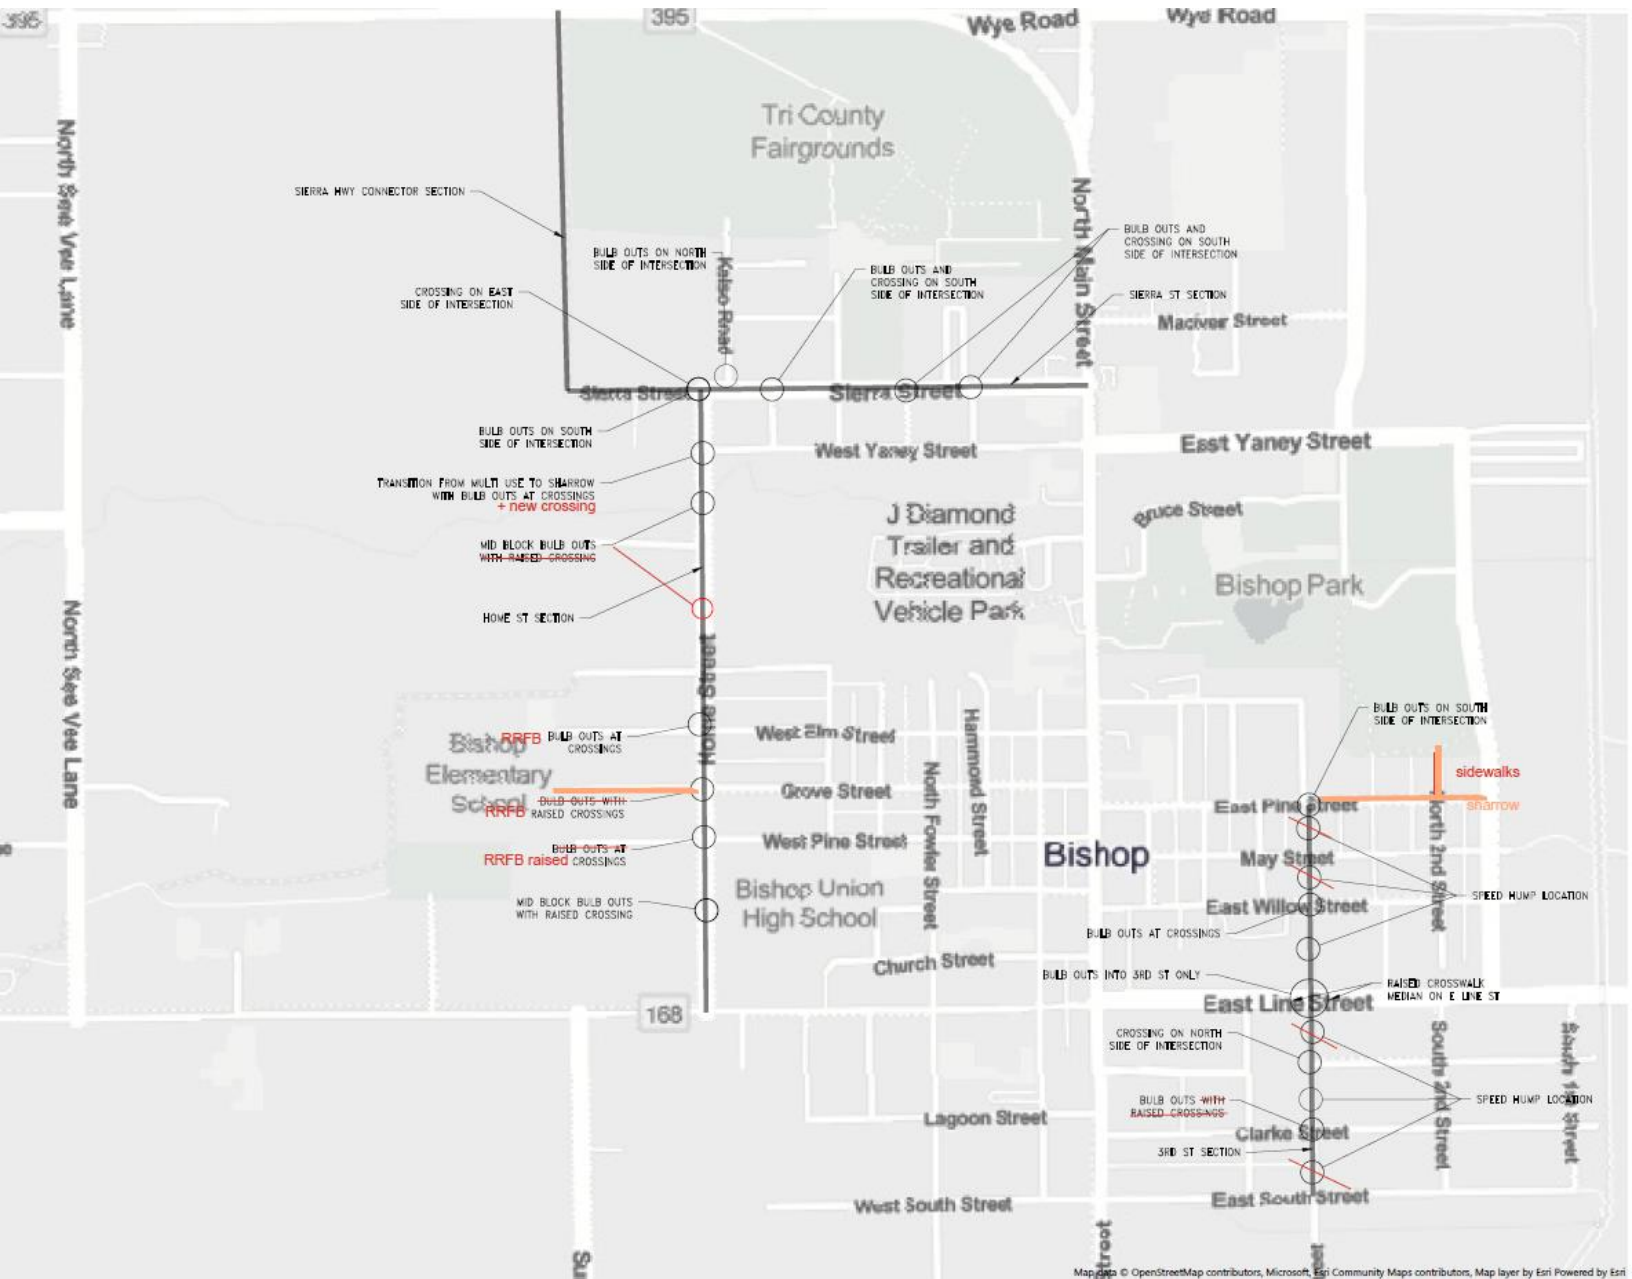 395
395
Wye Road
Wye Road
North See Vee Lane
Tri County
Fairgrounds
SIERRA HWY CONNECTOR SECTION
North Main Street
BULB OUTS AND
CROSSING ON SOUTH
SIDE OF INTERSECTION
BULB OUTS ON NORTH
SIDE OF INTERSECTION
Kelso Road
BULB OUTS AND
CROSSING ON SOUTH
SIDE OF INTERSECTION
CROSSING ON EAST
SIDE OF INTERSECTION
SIERRA ST SECTION
Maciver Street
Sierra Street
Sierra Street
BULB OUTS ON SOUTH
SIDE OF INTERSECTION
West Yaney Street
East Yaney Street
TRANSITION FROM MULTI USE TO SHARROW
WITH BULB OUTS AT CROSSINGS
+ new crossing
J Diamond
Trailer and
Recreational
Vehicle Park
Bruce Street
MID BLOCK BULB OUTS
WITH RAISED CROSSING
Bishop Park
HOME ST SECTION
North See Vee Lane
Home Street
BULB OUTS ON SOUTH
SIDE OF INTERSECTION
Hammond Street
West Elm Street
RRFB BULB OUTS AT
CROSSINGS
Bishop
Elementary
School
North Fowler Street
sidewalks
Grove Street
BULB OUTS WITH
RRFB RAISED CROSSINGS
East Pine Street
sharrow
North 2nd Street
West Pine Street
BULB OUTS AT
RRFB raised CROSSINGS
Bishop
May Street
Bishop Union
High School
SPEED HUMP LOCATION
MID BLOCK BULB OUTS
WITH RAISED CROSSING
East Willow Street
BULB OUTS AT CROSSINGS
Church Street
BULB OUTS INTO 3RD ST ONLY
RAISED CROSSWALK
MEDIAN ON E LINE ST
East Line Street
168
CROSSING ON NORTH
SIDE OF INTERSECTION
South 2nd Street
South 1st Street
BULB OUTS WITH
RAISED CROSSINGS
SPEED HUMP LOCATION
Lagoon Street
Clarke Street
3RD ST SECTION
West South Street
East South Street
Su
Street
Map data © OpenStreetMap contributors, Microsoft, Esri Community Maps contributors, Map layer by Esri Powered by Esri